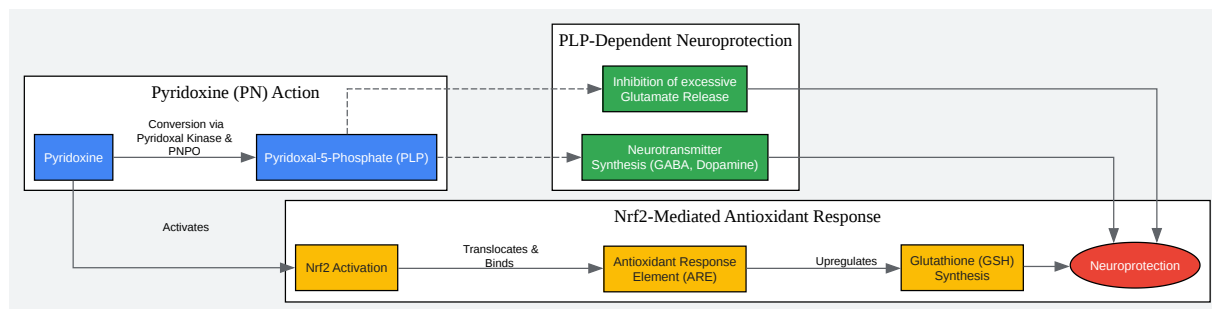 PLP-Dependent Neuroprotection
Inhibition of excessive
Glutamate Release
Neurotransmitter
Synthesis (GABA, Dopamine)
Pyridoxine (PN) Action
Pyridoxine
Conversion via
Pyridoxal Kinase &
PNPO
Pyridoxal-5-Phosphate (PLP)
Activates
Nrf2-Mediated Antioxidant Response
Nrf2 Activation
Translocates &
Binds
Antioxidant Response
Element (ARE)
Upregulates
Glutathione (GSH)
Synthesis
Neuroprotection